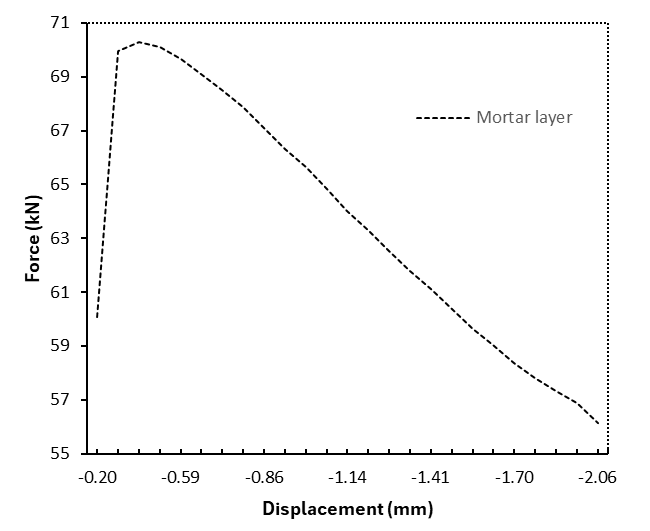 71
69
67
65
63
61
59
57
55
Force (kN)
Mortar layer
-0.20 -0.59 -0.86 -1.14 -1.41 -1.70 -2.06
Displacement (mm)